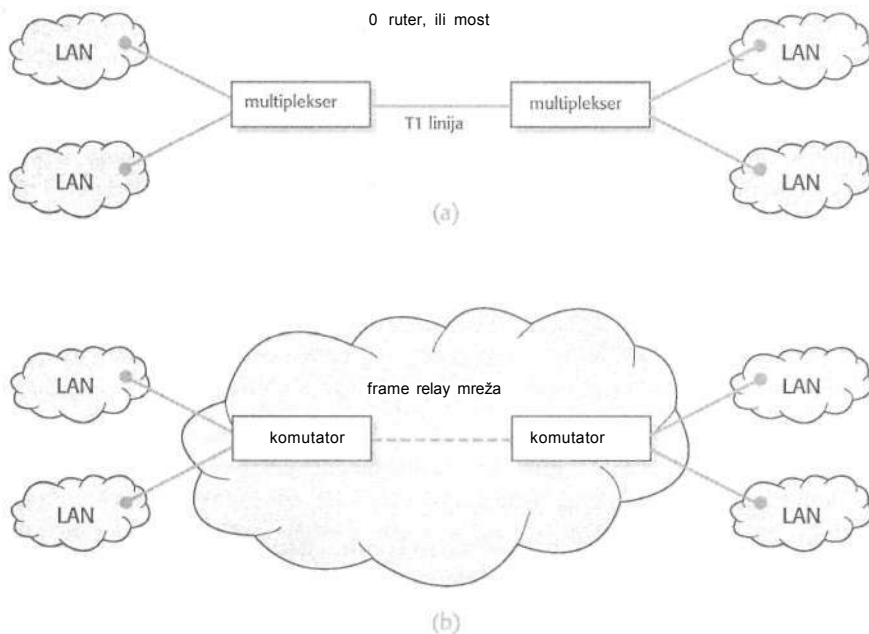 0 ruter, ili most
LAN
LAN
multiplekser
multiplekser
T1 linija
LAN
LAN
(a)
LAN
LAN
frame relay mreža
komutator
komutator
LAN
LAN
(b)